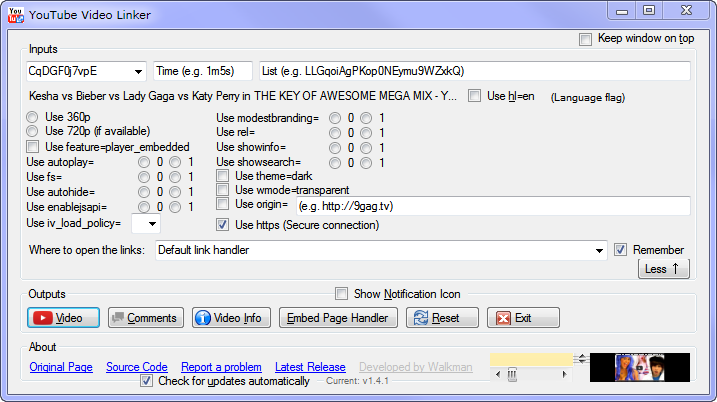 You Tube YouTube Video Linker
Keep window on top
Inputs
CqDGF0j7vpE Time (e.g. 1m5s) List (e.g. LLGqoiAgPKop0NEymu9WZxkQ)
Kesha vs Bieber vs Lady Gaga vs Katy Perry in THE KEY OF AWESOME MEGA MIX - Y... Use hl=en (Language flag)
Use 360p Use modestbranding= 0 1
Use 720p (if available) Use rel= 0 1
Use feature=player_embedded Use showinfo= 0 1
Use autoplay= 0 1 Use showsearch= 0 1
Use fs= 0 1 Use theme=dark
Use autohide= 0 1 Use wmode=transparent
Use enablejsapi= 0 1 Use origin= (e.g. http://9gag.tv)
Use iv_load_policy= Use https (Secure connection)
Where to open the links: Default link handler Remember
Less ↑
Outputs Show Notification Icon
Video Comments Video Info Embed Page Handler Reset Exit
About
Original Page Source Code Report a problem Latest Release Developed by Walkman
Check for updates automatically Current: v1.4.1